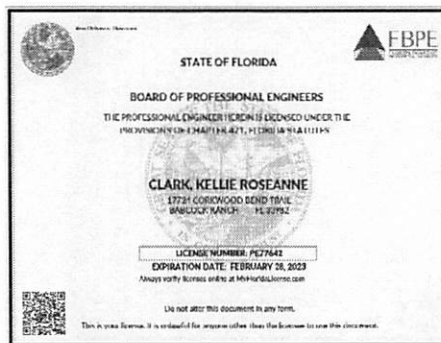 FBPE
STATE OF FLORIDA
BOARD OF PROFESSIONAL ENGINEERS
THE PROFESSIONAL ENGINEER HEREIN IS LICENSED UNDER THE
PROVISIONS OF CHAPTER 471, FLORIDA STATUTES
CLARK, KELLIE ROSEANNE
17734 CORKWOOD BEND TRAIL
BABCOCK RANCH FL 33982
LICENSE NUMBER: PE77641
EXPIRATION DATE: FEBRUARY 28, 2023
Always verify licenses online at MyFloridaLicense.com
Do not alter this document in any form.
This is your license. It is unlawful for anyone other than the licensee to use this document.